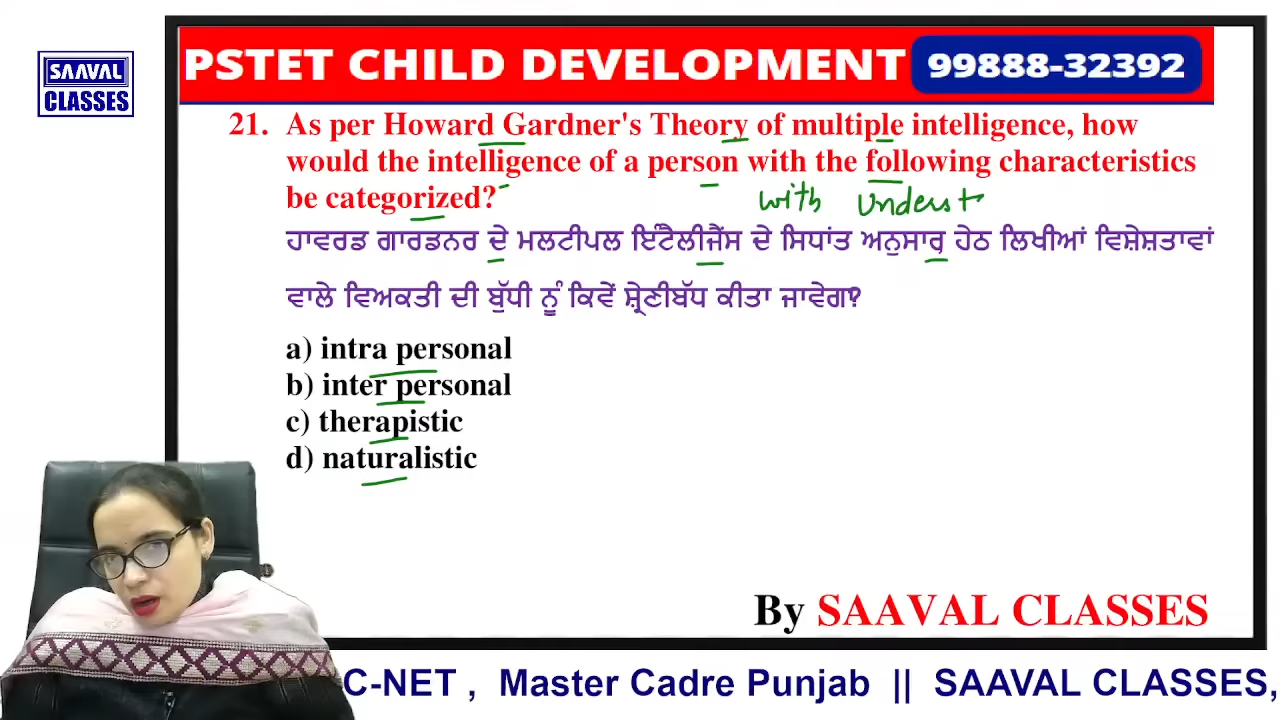 SAAVAL
CLASSES
PSTET CHILD DEVELOPMENT 99888-32392
21. As per Howard Gardner's Theory of multiple intelligence, how
would the intelligence of a person with the following characteristics
be categorized?
with underst
ਹਾਵਰਡ ਗਾਰਡਨਰ ਦੇ ਮਲਟੀਪਲ ਇੰਟੈਲੀਜੈਂਸ ਦੇ ਸਿਧਾਂਤ ਅਨੁਸਾਰ ਹੇਠ ਲਿਖੀਆਂ ਵਿਸ਼ੇਸ਼ਤਾਵਾਂ
ਵਾਲੇ ਵਿਅਕਤੀ ਦੀ ਬੁੱਧੀ ਨੂੰ ਕਿਵੇਂ ਸ਼੍ਰੇਣੀਬੱਧ ਕੀਤਾ ਜਾਵੇਗਾ?
a) intra personal
b) inter personal
c) therapistic
d) naturalistic
By SAAVAL CLASSES
C-NET , Master Cadre Punjab || SAAVAL CLASSES,